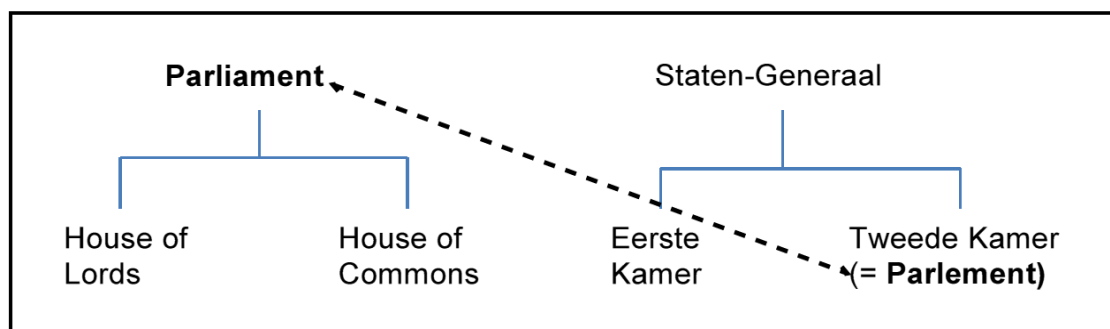 Parliament
Staten-Generaal
House of
Lords
House of
Commons
Eerste
Kamer
Tweede Kamer
(= Parlement)